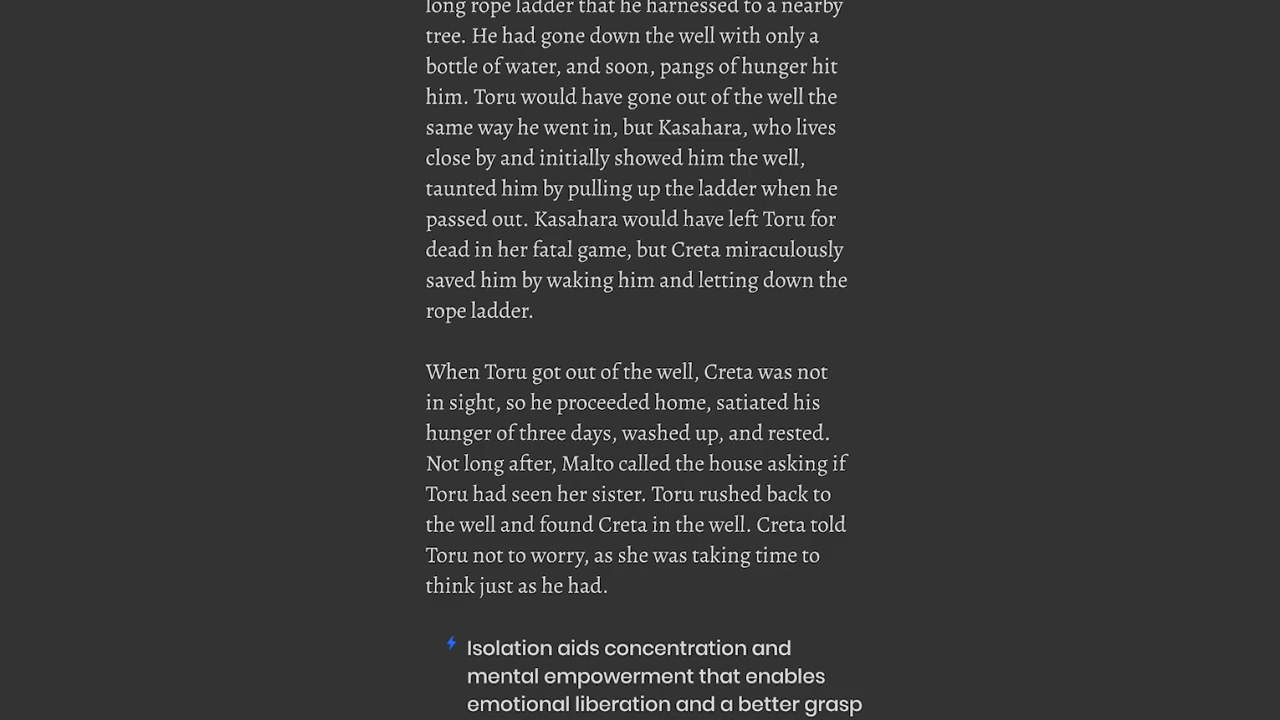 long rope ladder that he harnessed to a nearby
tree. He had gone down the well with only a
bottle of water, and soon, pangs of hunger hit
him. Toru would have gone out of the well the
same way he went in, but Kasahara, who lives
close by and initially showed him the well,
taunted him by pulling up the ladder when he
passed out. Kasahara would have left Toru for
dead in her fatal game, but Creta miraculously
saved him by waking him and letting down the
rope ladder.
When Toru got out of the well, Creta was not
in sight, so he proceeded home, satiated his
hunger of three days, washed up, and rested.
Not long after, Malto called the house asking if
Toru had seen her sister. Toru rushed back to
the well and found Creta in the well. Creta told
Toru not to worry, as she was taking time to
think just as he had.
Isolation aids concentration and
mental empowerment that enables
emotional liberation and a better grasp